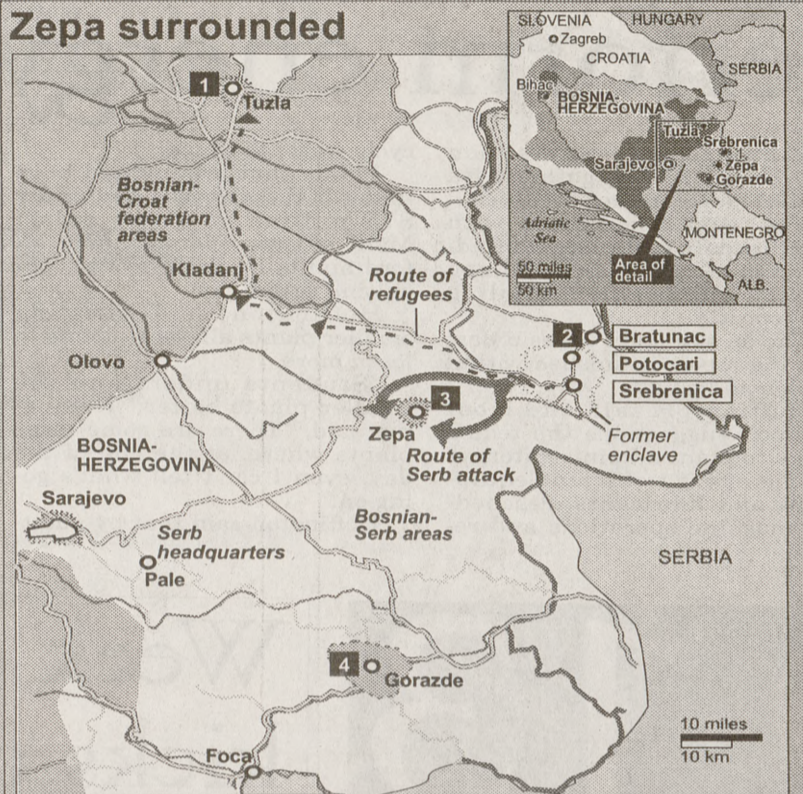 Zepa surrounded
1
Tuzla
Bosnian-
Croat
federation
areas
Kladanj
Route of
refugees
Olovo
2
Bratunac
Potocari
Srebrenica
3
Zepa
Route of
Serb attack
Former
enclave
BOSNIA-
HERZEGOVINA
Sarajevo
Serb
headquarters
Pale
Bosnian-
Serb areas
SERBIA
4
Gorazde
Foca
10 miles
10 km
SLOVENIA
HUNGARY
Zagreb
CROATIA
SERBIA
Bihac
BOSNIA-
HERZEGOVINA
Tuzla
Srebrenica
Sarajevo
Zepa
Gorazde
Adriatic
Sea
MONTENEGRO
50 miles
50 km
Area of
detail
ALB.